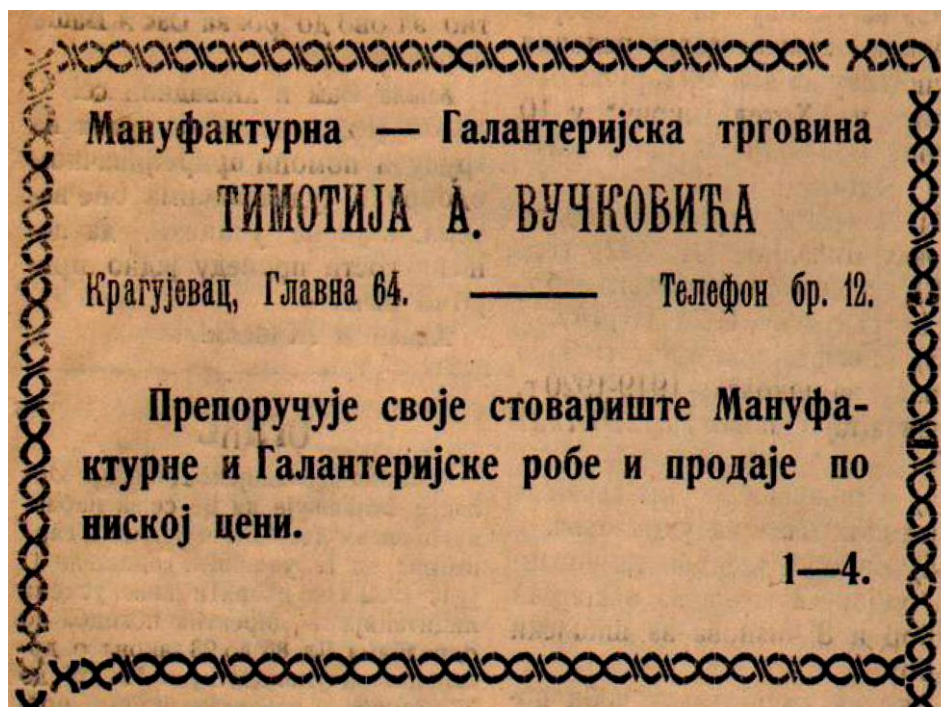 Мануфактурна — Галантеријска трговина
ТИМОТИЈА А. ВУЧКОВИЋА
Крагујевац, Главна 64. ——— Телефон бр. 12.
Препоручује своје стовариште Мануфа-
ктурне и Галантеријске робе и продаје по
ниској цени.
1—4.